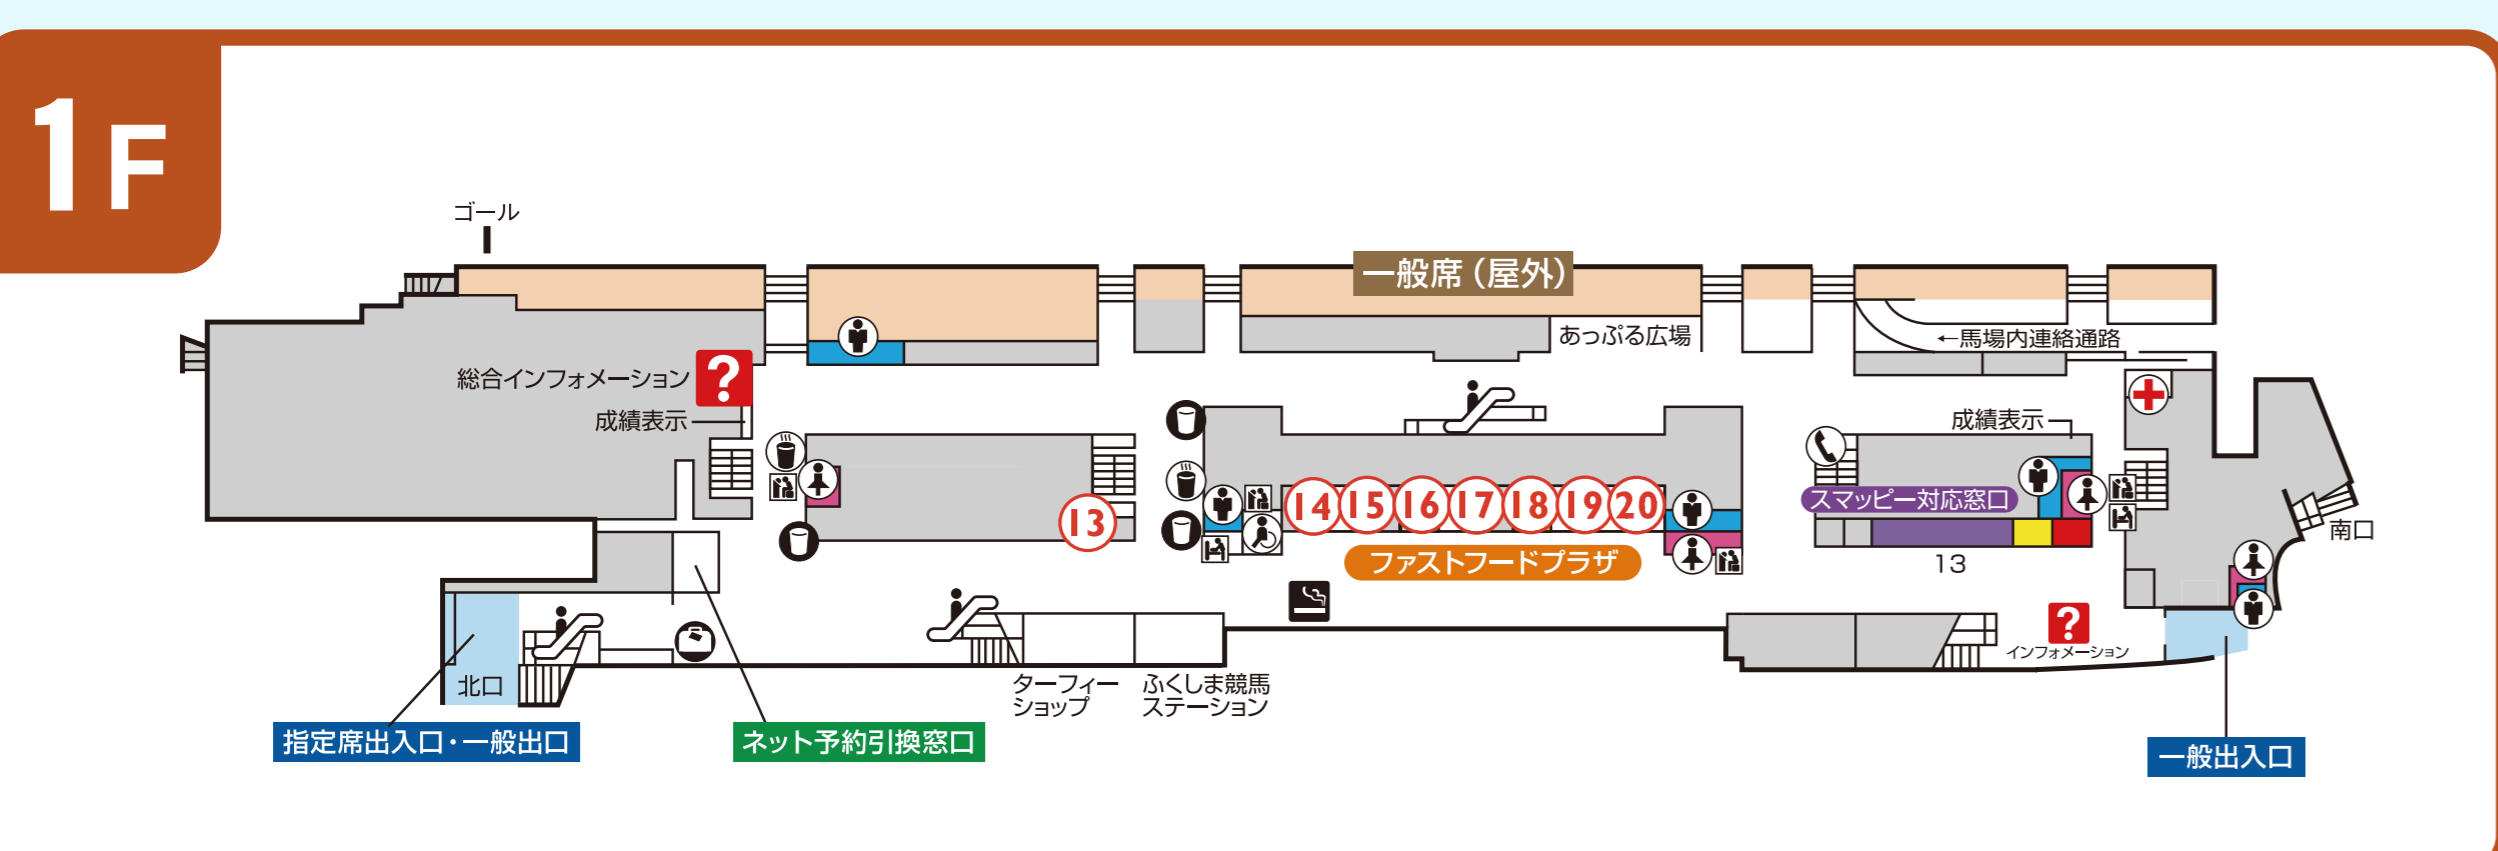 1F
ゴール
一般席（屋外）
あっぷる広場
←馬場内連絡通路
総合インフォメーション
?
成績表示
成績表示
スマッピー対応窓口
13
14
15
16
17
18
19
20
ファストフードプラザ
13
南口
?
インフォメーション
北口
ターフィー
ショップ
ふくしま競馬
ステーション
指定席出入口・一般出口
ネット予約引換窓口
一般出入口